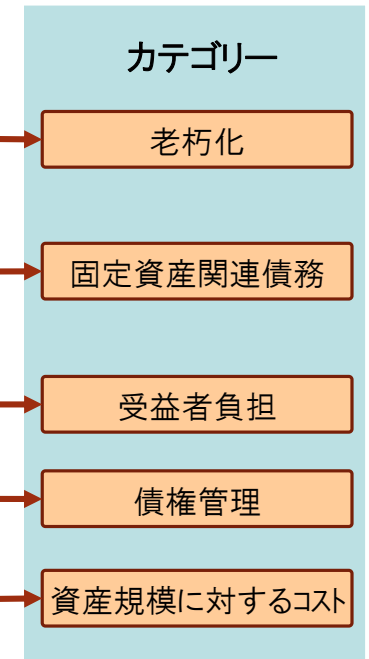 カテゴリー
老朽化
固定資産関連債務
受益者負担
債権管理
資産規模に対するコスト